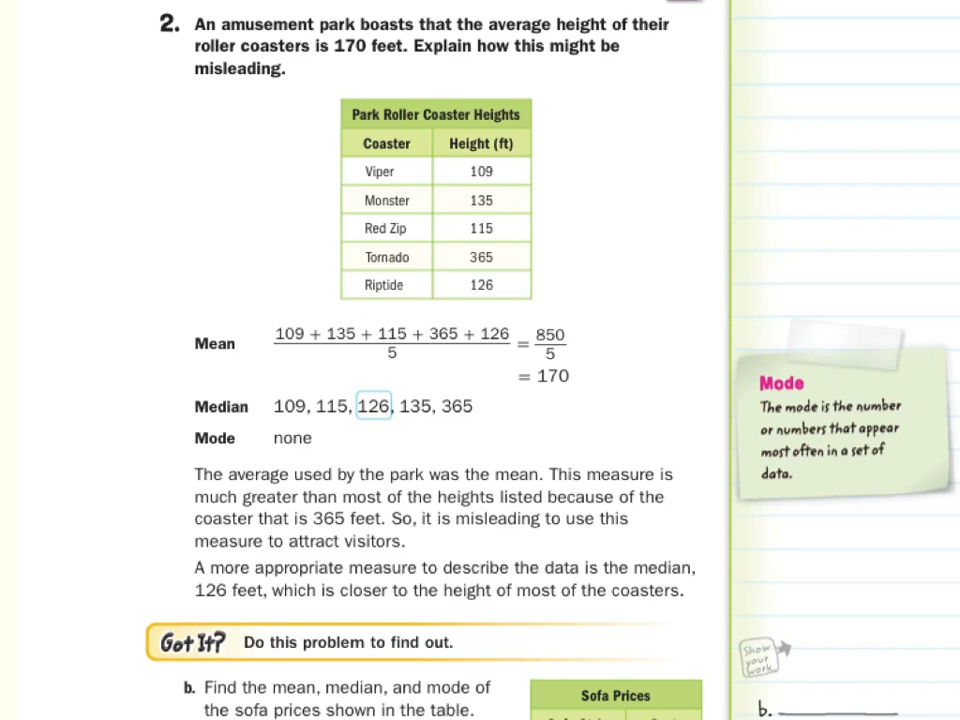 2. An amusement park boasts that the average height of their
roller coasters is 170 feet. Explain how this might be
misleading.
Park Roller Coaster Heights
Coaster Height (ft)
Viper 109
Monster 135
Red Zip 115
Tornado 365
Riptide 126
Mean 109 + 135 + 115 + 365 + 126 / 5 = 850 / 5
= 170
Median 109, 115, 126, 135, 365
Mode none
The average used by the park was the mean. This measure is
much greater than most of the heights listed because of the
coaster that is 365 feet. So, it is misleading to use this
measure to attract visitors.
A more appropriate measure to describe the data is the median,
126 feet, which is closer to the height of most of the coasters.
Mode
The mode is the number
or numbers that appear
most often in a set of
data.
Got It? Do this problem to find out.
b. Find the mean, median, and mode of
the sofa prices shown in the table.
Sofa Prices
Show
your
work
b.